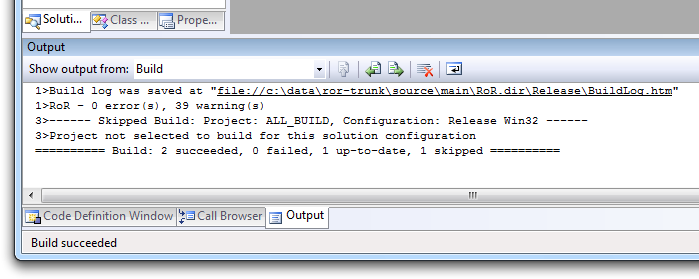 Soluti... Class ... Prope...
Output
Show output from: Build
1>Build log was saved at "file://c:\data\ror-trunk\source\main\RoR.dir\Release\BuildLog.htm"
1>RoR - 0 error(s), 39 warning(s)
3>------ Skipped Build: Project: ALL_BUILD, Configuration: Release Win32 ------
3>Project not selected to build for this solution configuration
========== Build: 2 succeeded, 0 failed, 1 up-to-date, 1 skipped ==========
Code Definition Window Call Browser Output
Build succeeded